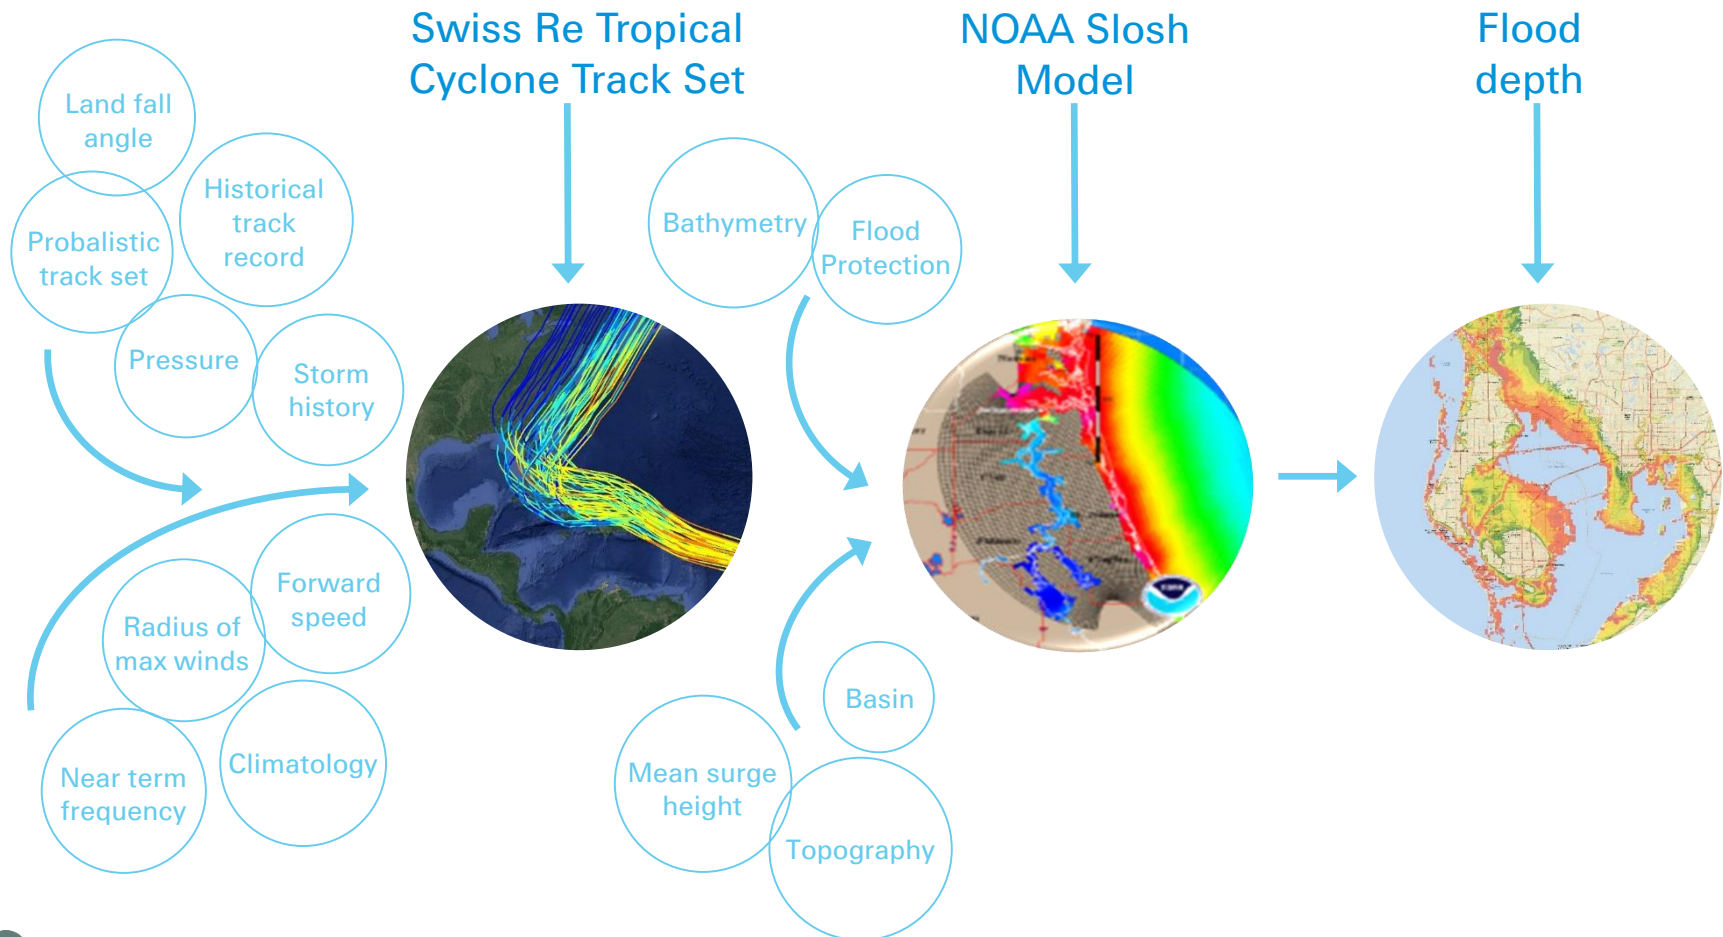 Swiss Re Tropical
Cyclone Track Set
NOAA Slosh
Model
Flood
depth
Land fall
angle
Historical
track
record
Probalistic
track set
Pressure
Storm
history
Bathymetry
Flood
Protection
Forward
speed
Radius of
max winds
Near term
frequency
Climatology
Basin
Mean surge
height
Topography